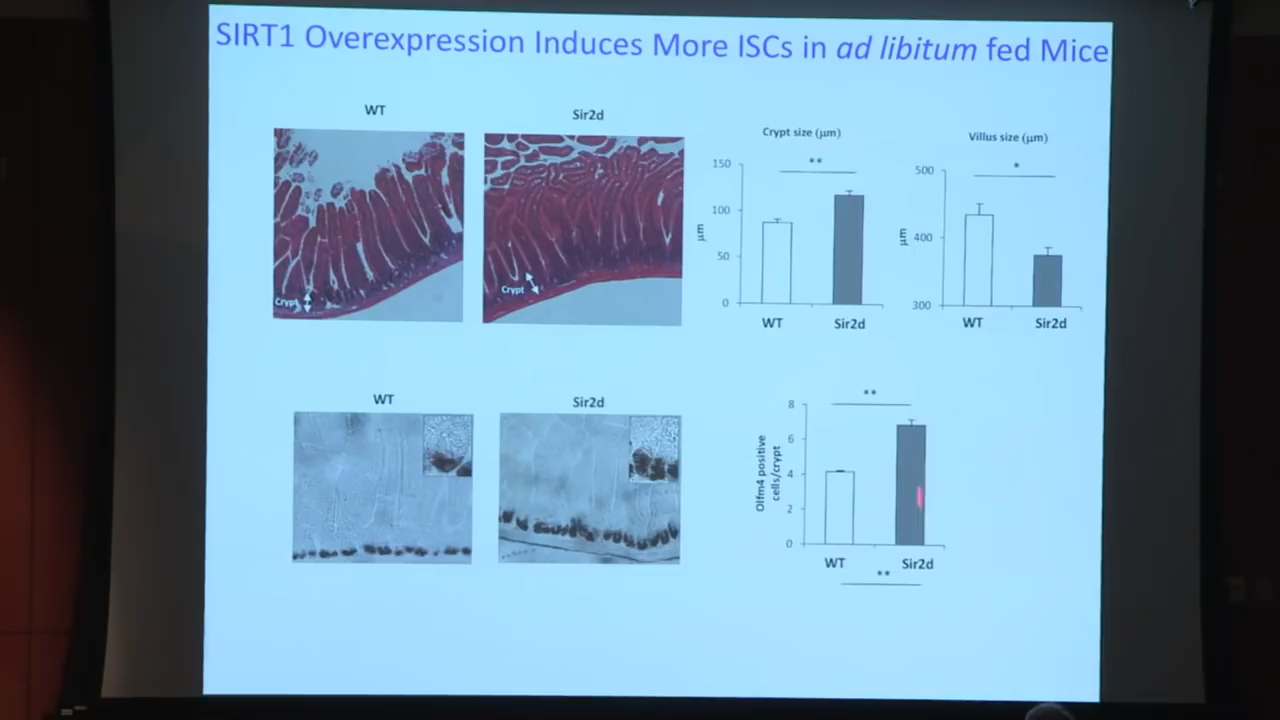 SIRT1 Overexpression Induces More ISCs in ad libitum fed Mice
WT
Sir2d
Crypt
Crypt
Crypt size (μm)
**
150
100
50
0
μm
WT
Sir2d
Villus size (μm)
*
500
400
300
μm
WT
Sir2d
WT
Sir2d
**
8
6
4
2
0
Olfm4 positive
cells/crypt
WT
Sir2d
**